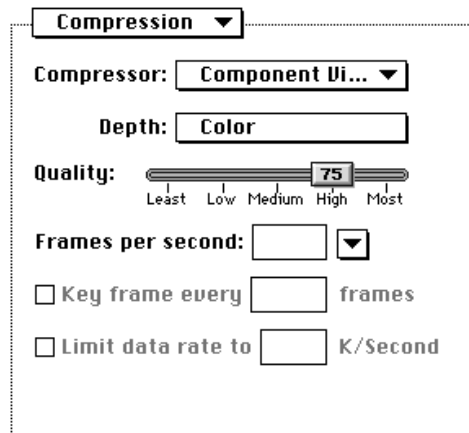 Compression
Compressor: Component Vi...
Depth: Color
Quality: 75
Least Low Medium High Most
Frames per second:
Key frame every frames
Limit data rate to K/Second